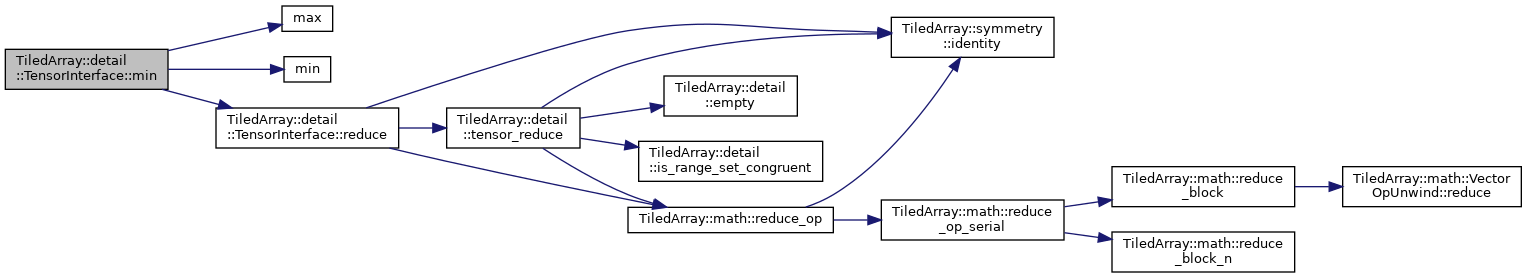 TiledArray::detail
::TensorInterface::min
max
min
TiledArray::detail
::TensorInterface::reduce
TiledArray::detail
::tensor_reduce
TiledArray::symmetry
::identity
TiledArray::detail
::empty
TiledArray::detail
::is_range_set_congruent
TiledArray::math::reduce_op
TiledArray::math::reduce
_op_serial
TiledArray::math::reduce
_block
TiledArray::math::Vector
OpUnwind::reduce
TiledArray::math::reduce
_block_n